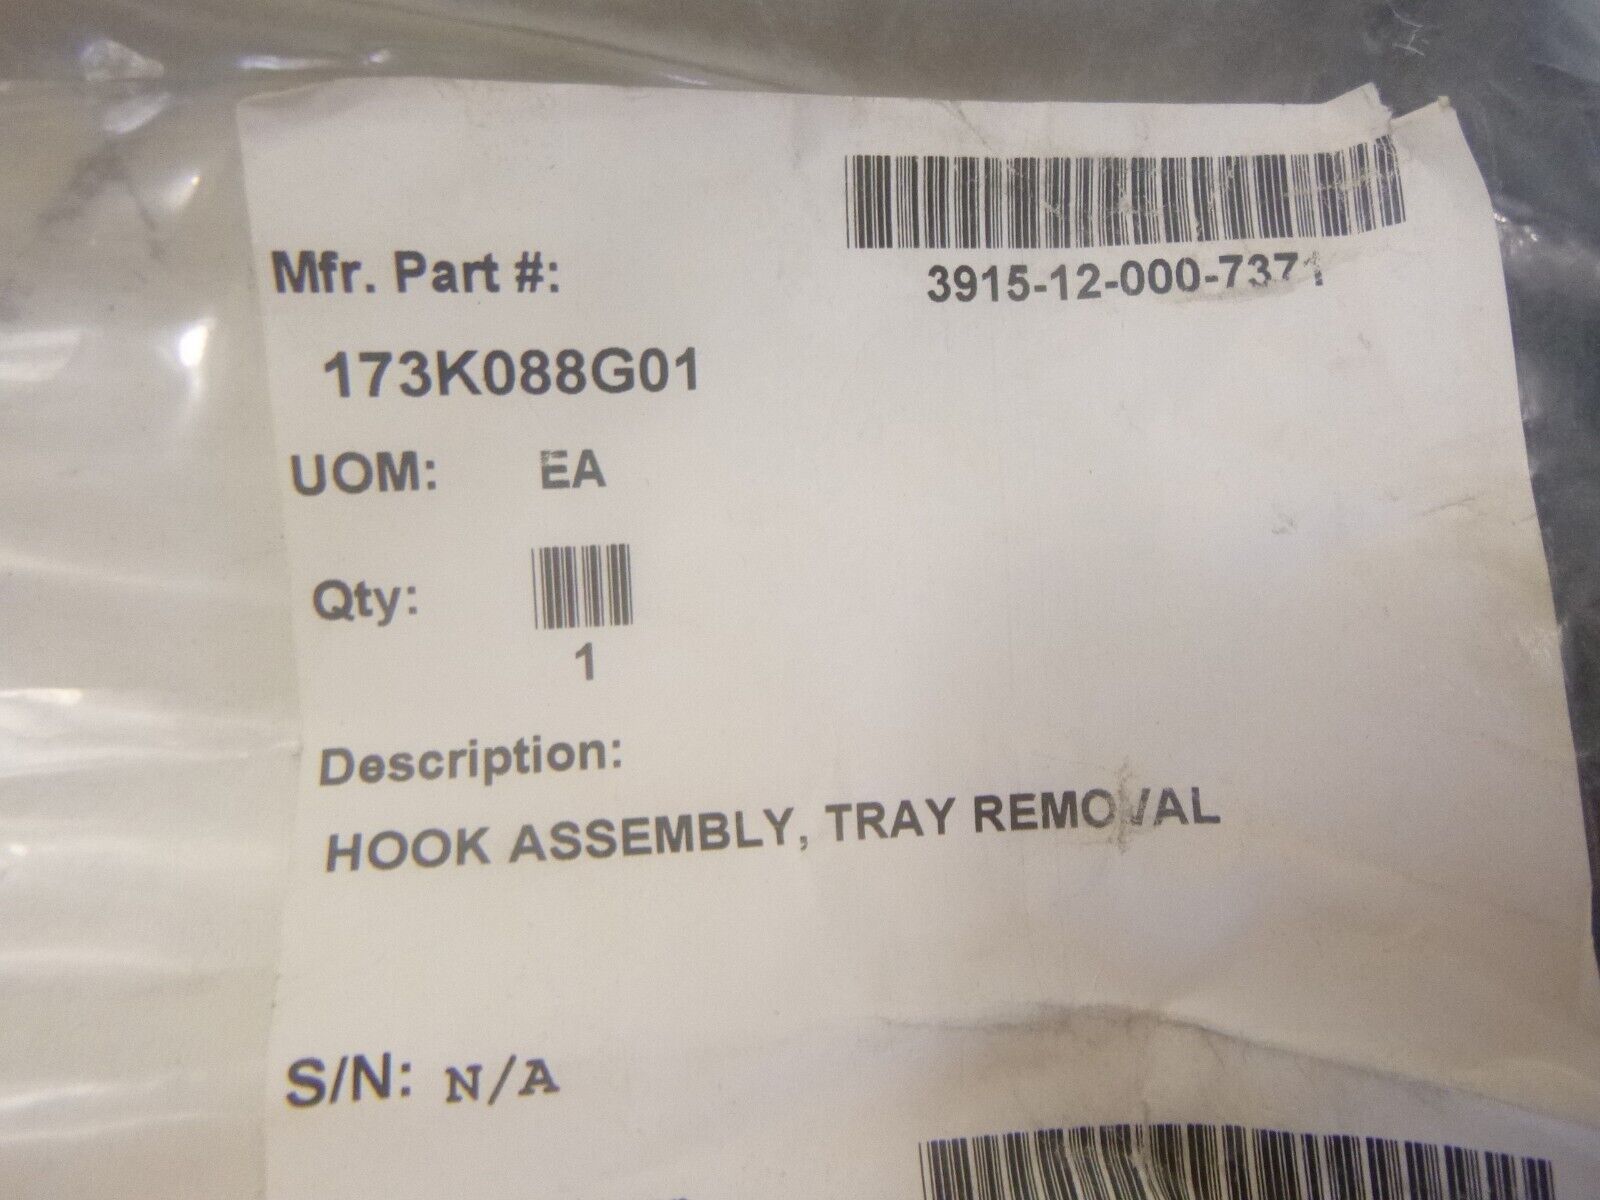 3915-12-000-7371
Mfr. Part #:
173K088G01
UOM: EA
Qty:
1
Description:
HOOK ASSEMBLY, TRAY REMOVAL
S/N: N/A